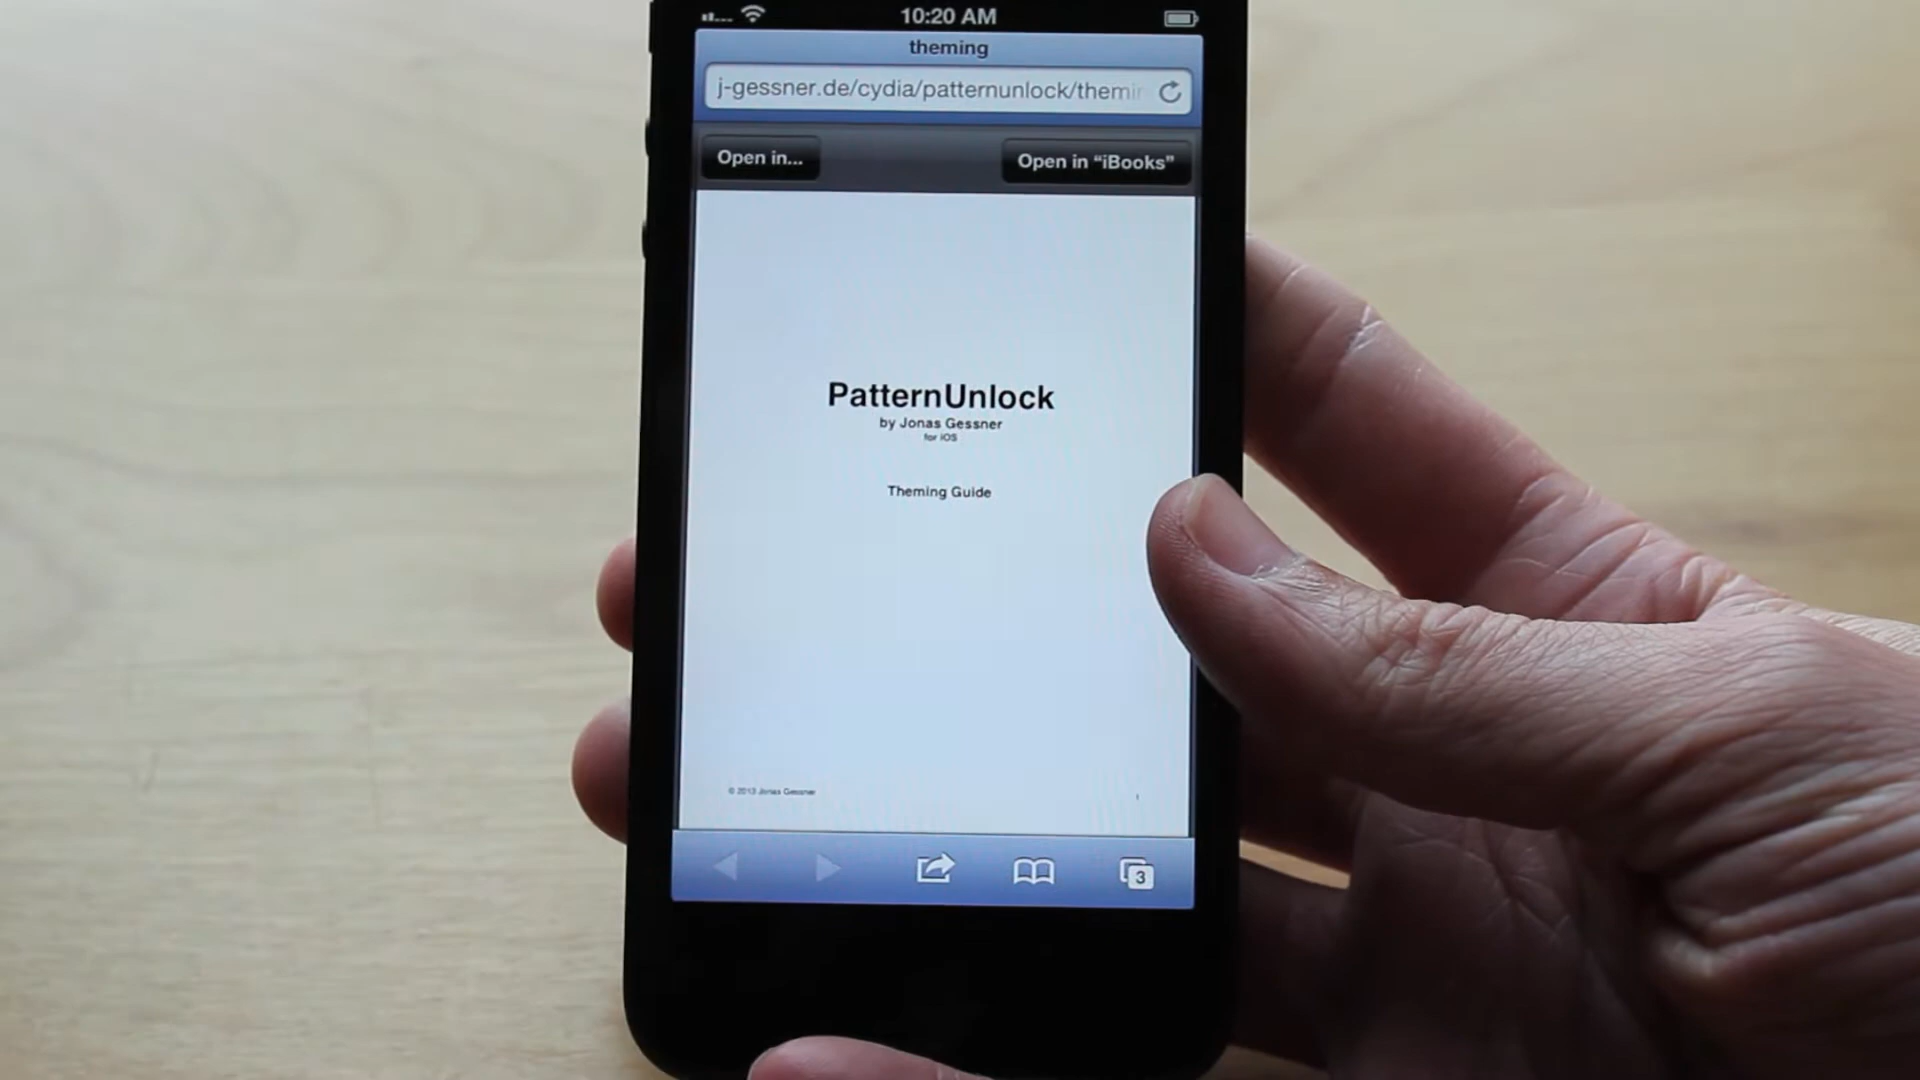 10:20 AM
theming
j-gessner.de/cydia/patternunlock/themin
Open in...
Open in “iBooks”
PatternUnlock
by Jonas Gessner
for iOS
Theming Guide
© 2013 Jonas Gessner
1
3